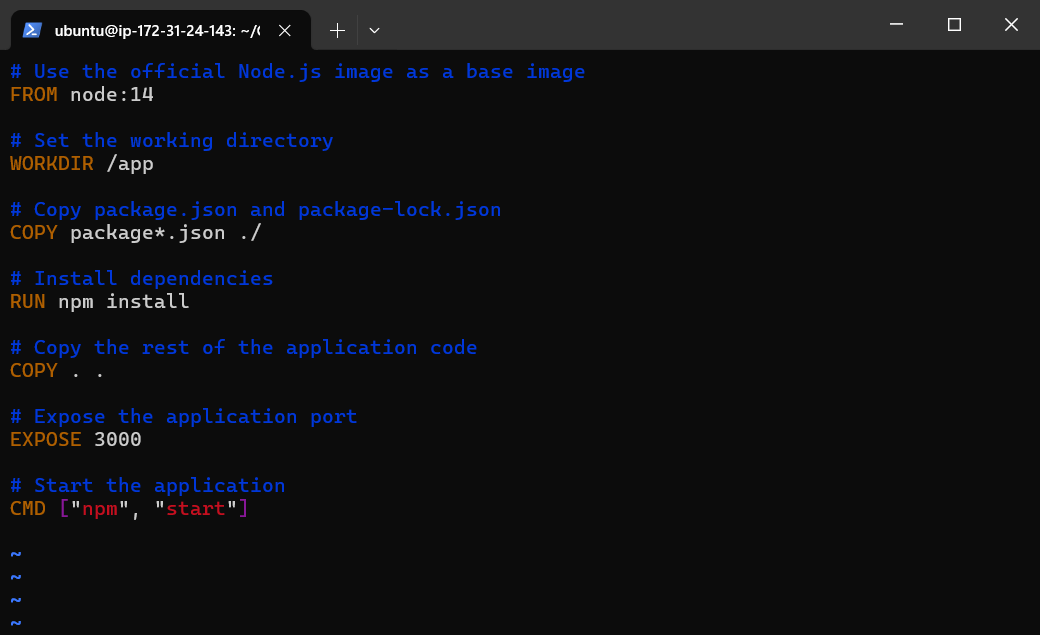 ubuntu@ip-172-31-24-143: ~/
# Use the official Node.js image as a base image
FROM node:14
# Set the working directory
WORKDIR /app
# Copy package.json and package-lock.json
COPY package*.json ./
# Install dependencies
RUN npm install
# Copy the rest of the application code
COPY . .
# Expose the application port
EXPOSE 3000
# Start the application
CMD ["npm", "start"]
~
~
~
~